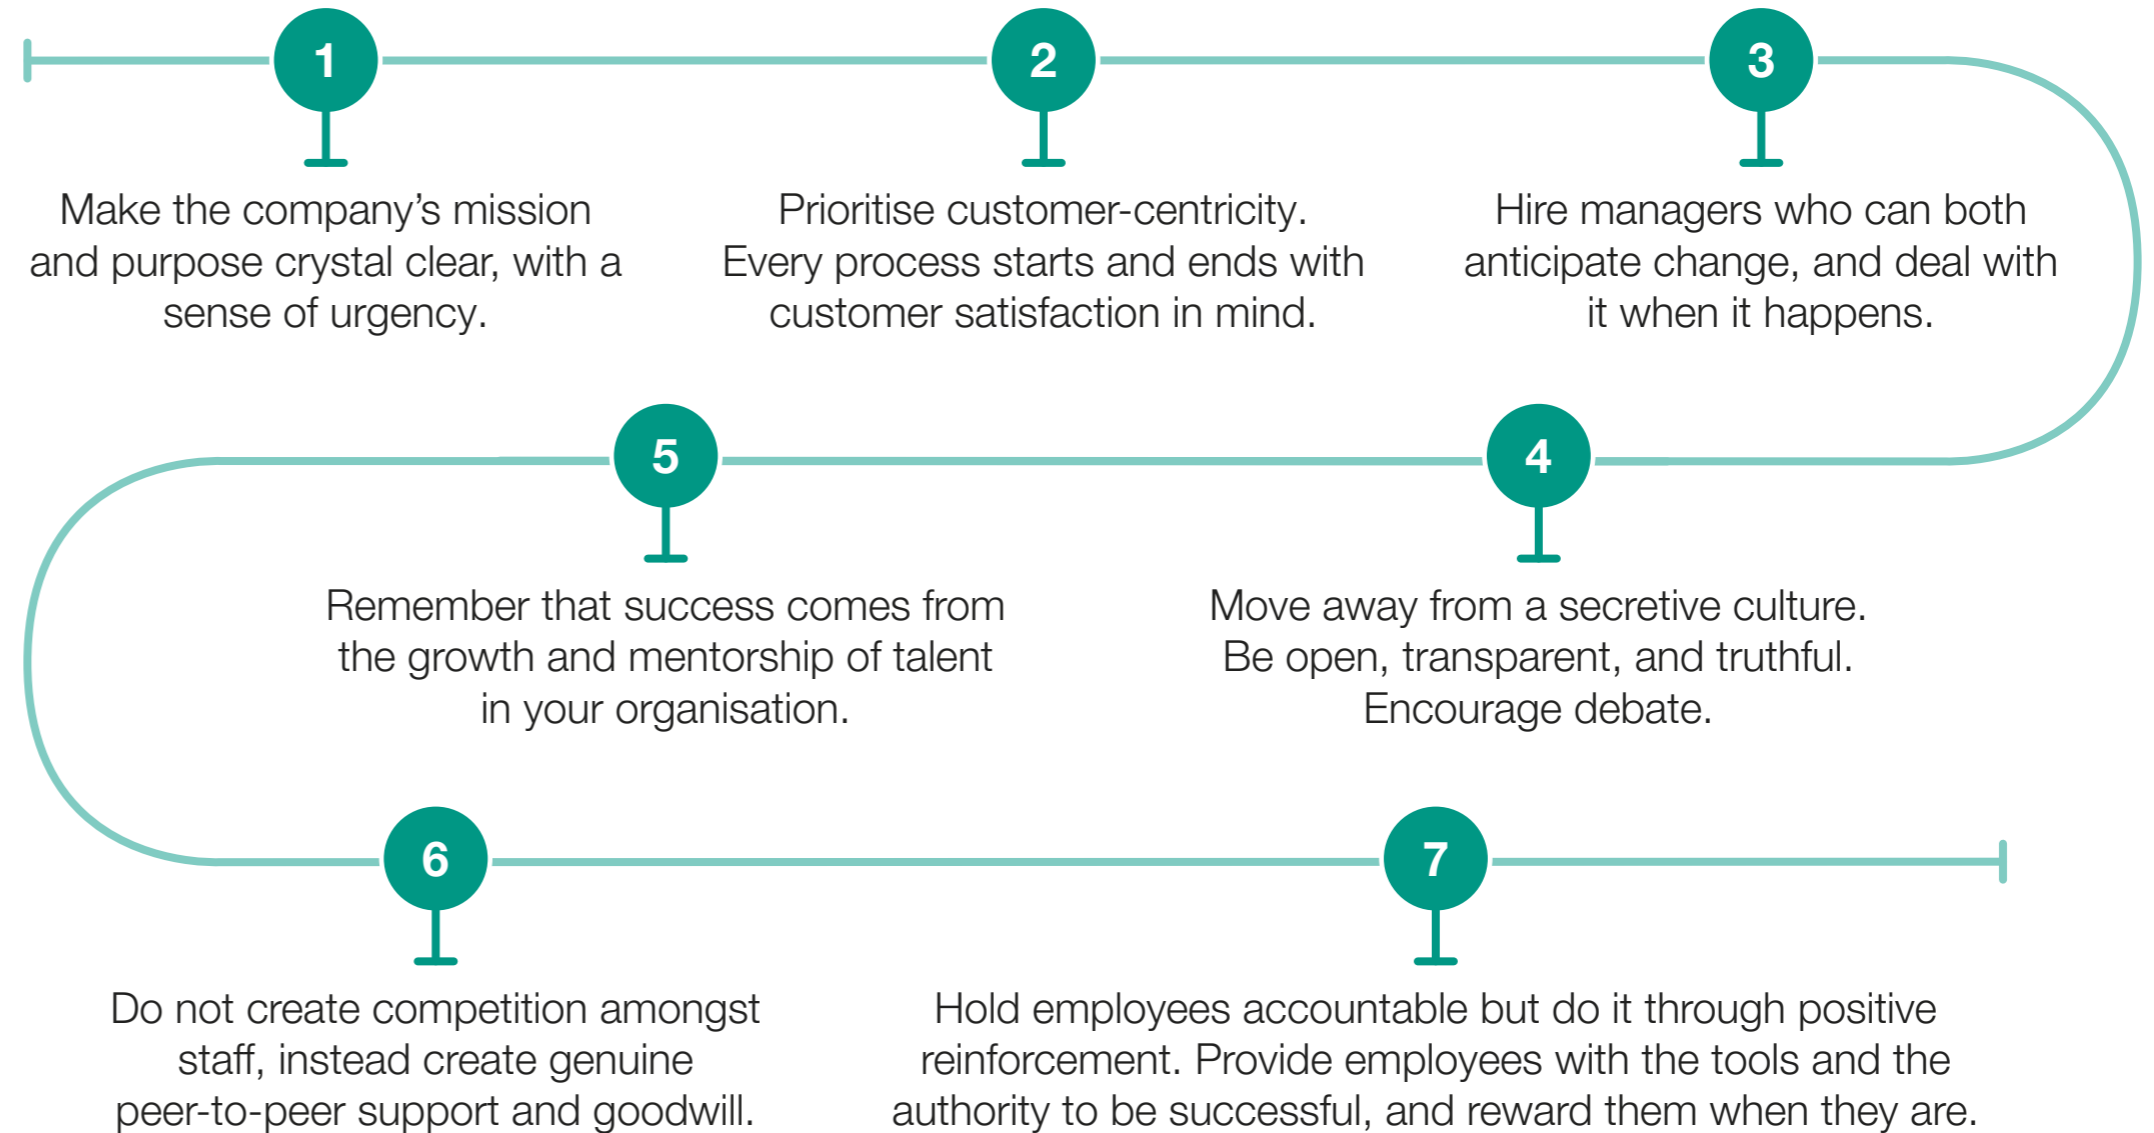 1
Make the company’s mission
and purpose crystal clear, with a
sense of urgency.
2
Prioritise customer-centricity.
Every process starts and ends with
customer satisfaction in mind.
3
Hire managers who can both
anticipate change, and deal with
it when it happens.
4
Move away from a secretive culture.
Be open, transparent, and truthful.
Encourage debate.
5
Remember that success comes from
the growth and mentorship of talent
in your organisation.
6
Do not create competition amongst
staff, instead create genuine
peer-to-peer support and goodwill.
7
Hold employees accountable but do it through positive
reinforcement. Provide employees with the tools and the
authority to be successful, and reward them when they are.